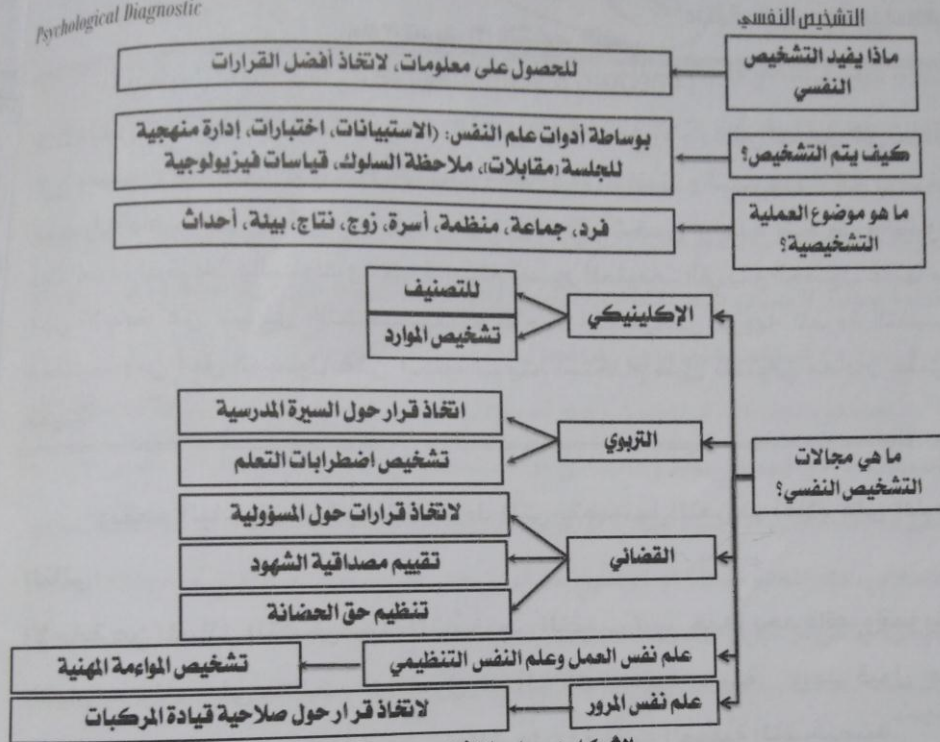 Psychological Diagnostic
التشخيص النفسي
ماذا يفيد التشخيص
النفسي
للحصول على معلومات، لاتخاذ أفضل القرارات
كيف يتم التشخيص؟
بوساطة أدوات علم النفس: (الاستبيانات، اختبارات، إدارة منهجية
للجلسة (مقابلات)، ملاحظة السلوك، قياسات فيزيولوجية
ما هو موضوع العملية
التشخيصية؟
فرد، جماعة، منظمة، أسرة، زوج، نتاج، بيئة، أحداث
ما هي مجالات
التشخيص النفسي؟
الإكلينيكي
للتصنيف
تشخيص الموارد
التربوي
اتخاذ قرار حول السيرة المدرسية
تشخيص اضطرابات التعلم
القضائي
لاتخاذ قرارات حول المسؤولية
تقييم مصداقية الشهود
تنظيم حق الحضانة
علم نفس العمل وعلم النفس التنظيمي
تشخيص المواءمة المهنية
علم نفس المرور
لاتخاذ قرار حول صلاحية قيادة المركبات